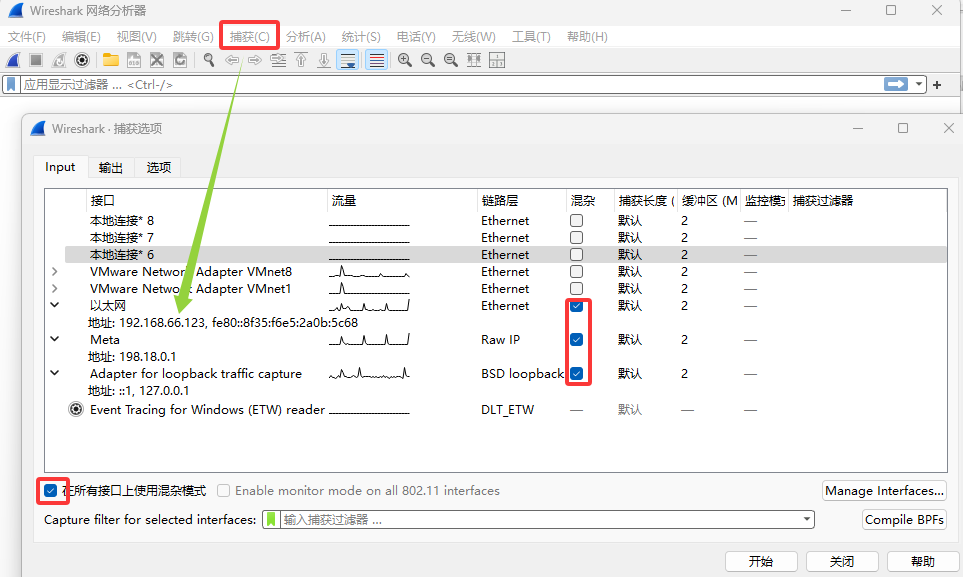 Wireshark 网络分析器
文件(F) 编辑(E) 视图(V) 跳转(G) 捕获(C) 分析(A) 统计(S) 电话(Y) 无线(W) 工具(T) 帮助(H)
应用显示过滤器 … <Ctrl-/>
Wireshark · 捕获选项
Input 输出 选项
接口 流量 链路层 混杂 捕获长度 ( 缓冲区 (M 监控模式 捕获过滤器
本地连接* 8 Ethernet 默认 2 —
本地连接* 7 Ethernet 默认 2 —
本地连接* 6 Ethernet 默认 2 —
VMware Network Adapter VMnet8 Ethernet 默认 2 —
VMware Network Adapter VMnet1 Ethernet 默认 2 —
以太网 Ethernet 默认 2 —
地址: 192.168.66.123, fe80::8f35:f6e5:2a0b:5c68
Meta Raw IP 默认 2 —
地址: 198.18.0.1
Adapter for loopback traffic capture BSD loopback 默认 2 —
地址: ::1, 127.0.0.1
Event Tracing for Windows (ETW) reader DLT_ETW — 默认 — —
在所有接口上使用混杂模式 Enable monitor mode on all 802.11 interfaces Manage Interfaces...
Capture filter for selected interfaces: 输入捕获过滤器 … Compile BPFs
开始 关闭 帮助